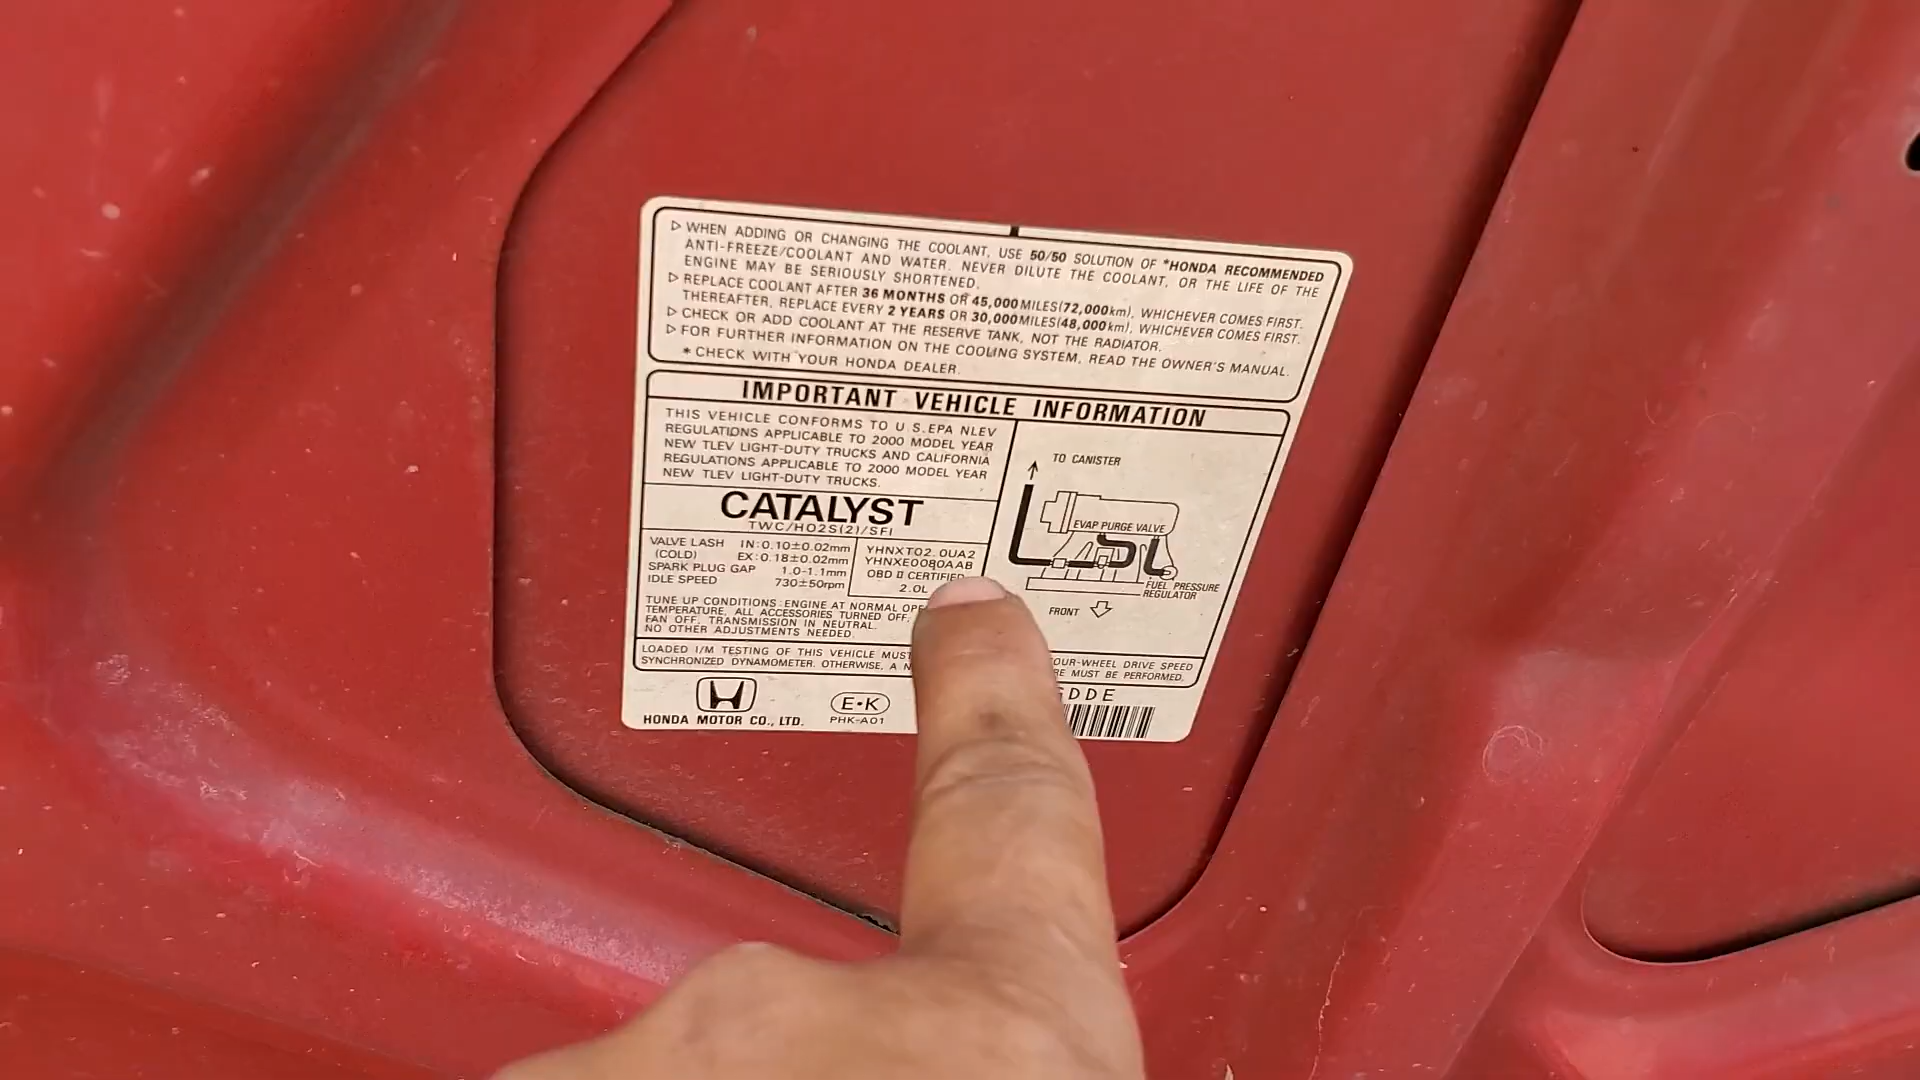 ▷ WHEN ADDING OR CHANGING THE COOLANT, USE 50/50 SOLUTION OF *HONDA RECOMMENDED
ANTI-FREEZE/COOLANT AND WATER. NEVER DILUTE THE COOLANT, OR THE LIFE OF THE
ENGINE MAY BE SERIOUSLY SHORTENED.
▷ REPLACE COOLANT AFTER 36 MONTHS OR 45,000MILES(72,000km), WHICHEVER COMES FIRST.
THEREAFTER, REPLACE EVERY 2 YEARS OR 30,000MILES(48,000km), WHICHEVER COMES FIRST.
▷ CHECK OR ADD COOLANT AT THE RESERVE TANK, NOT THE RADIATOR.
▷ FOR FURTHER INFORMATION ON THE COOLING SYSTEM, READ THE OWNER'S MANUAL.
* CHECK WITH YOUR HONDA DEALER.
IMPORTANT VEHICLE INFORMATION
THIS VEHICLE CONFORMS TO U S.EPA NLEV
REGULATIONS APPLICABLE TO 2000 MODEL YEAR
NEW TLEV LIGHT-DUTY TRUCKS AND CALIFORNIA
REGULATIONS APPLICABLE TO 2000 MODEL YEAR
NEW TLEV LIGHT-DUTY TRUCKS.
CATALYST
TWC/HO2S(2)/SFI
VALVE LASH IN:0.10±0.02mm
(COLD) EX:0.18±0.02mm
SPARK PLUG GAP 1.0-1.1mm
IDLE SPEED 730±50rpm
YHNXT02.0UA2
YHNXE0080AAB
OBD II CERTIFIED
2.0L
TUNE UP CONDITIONS:ENGINE AT NORMAL
TEMPERATURE, ALL ACCESSORIES TURNED OFF,
FAN OFF, TRANSMISSION IN NEUTRAL.
NO OTHER ADJUSTMENTS NEEDED.
TO CANISTER
EVAP PURGE VALVE
FUEL PRESSURE
REGULATOR
FRONT
LOADED I/M TESTING OF THIS VEHICLE MUST FOUR-WHEEL DRIVE SPEED
SYNCHRONIZED DYNAMOMETER. OTHERWISE, A MUST BE PERFORMED.
HONDA MOTOR CO., LTD.
E•K
PHK-A01
DDE